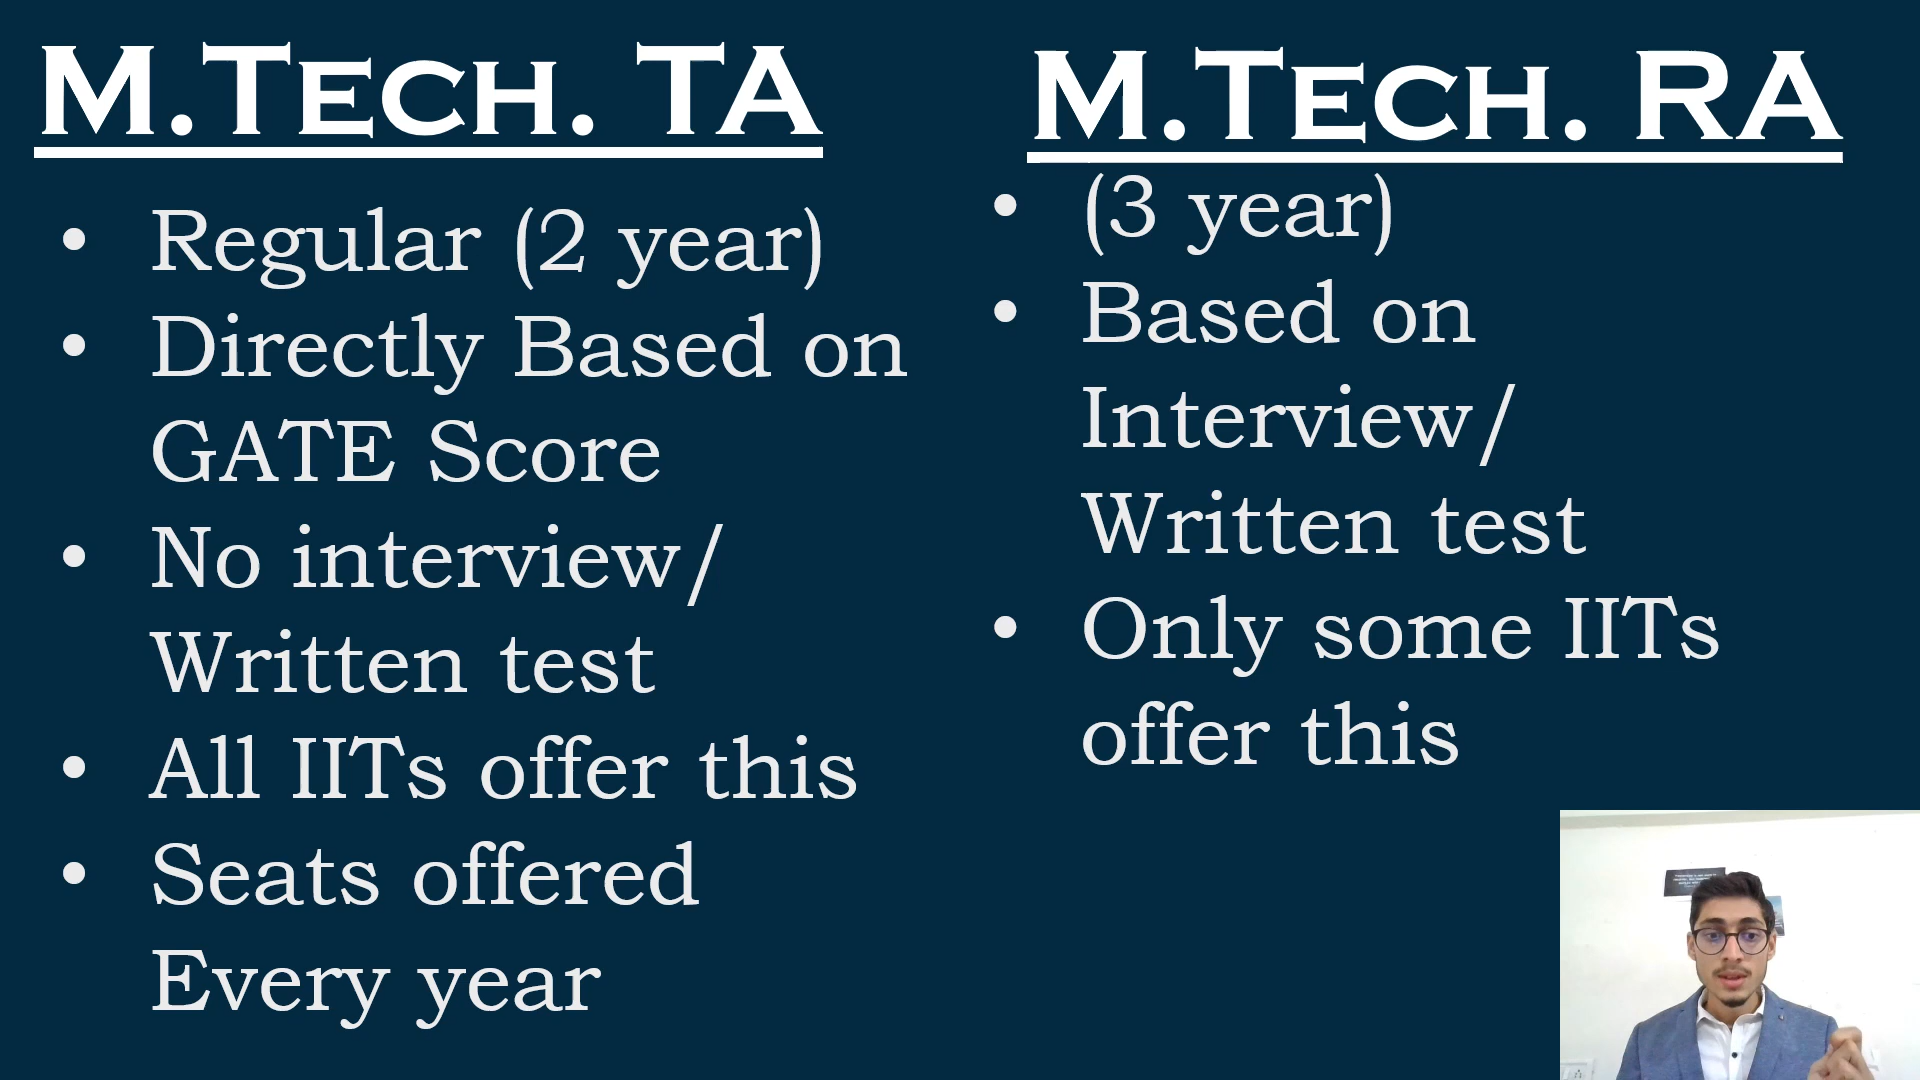 M.TECH. TA
• Regular (2 year)
• Directly Based on
GATE Score
• No interview/
Written test
• All IITs offer this
• Seats offered
Every year
M.TECH. RA
• (3 year)
• Based on
Interview/
Written test
• Only some IITs
offer this